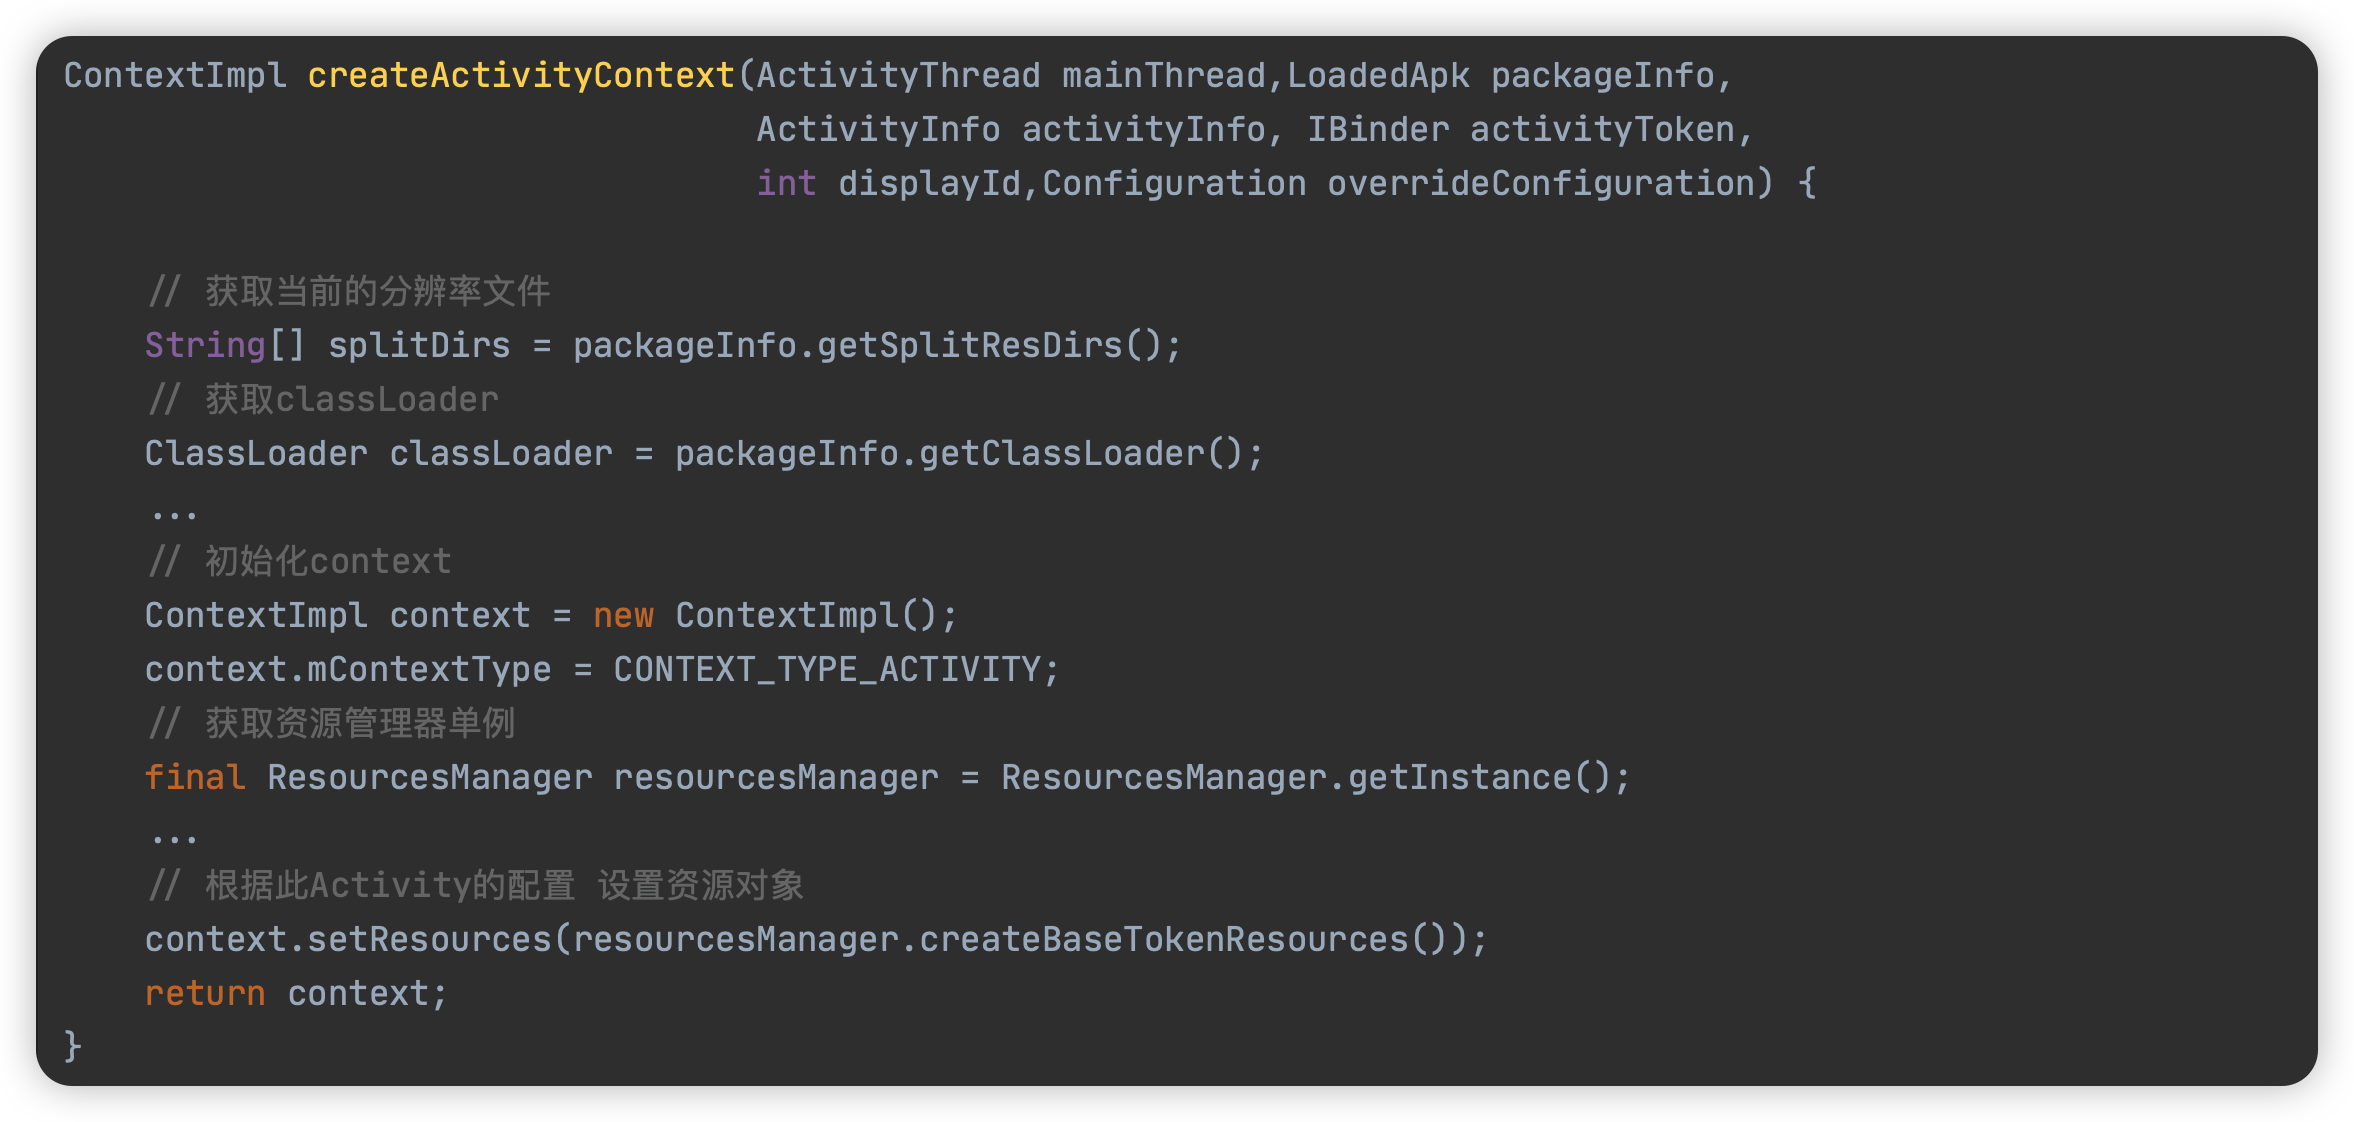 ContextImpl createActivityContext(ActivityThread mainThread,LoadedApk packageInfo,
ActivityInfo activityInfo, IBinder activityToken,
int displayId,Configuration overrideConfiguration) {
// 获取当前的分辨率文件
String[] splitDirs = packageInfo.getSplitResDirs();
// 获取classLoader
ClassLoader classLoader = packageInfo.getClassLoader();
...
// 初始化context
ContextImpl context = new ContextImpl();
context.mContextType = CONTEXT_TYPE_ACTIVITY;
// 获取资源管理器单例
final ResourcesManager resourcesManager = ResourcesManager.getInstance();
...
// 根据此Activity的配置 设置资源对象
context.setResources(resourcesManager.createBaseTokenResources());
return context;
}